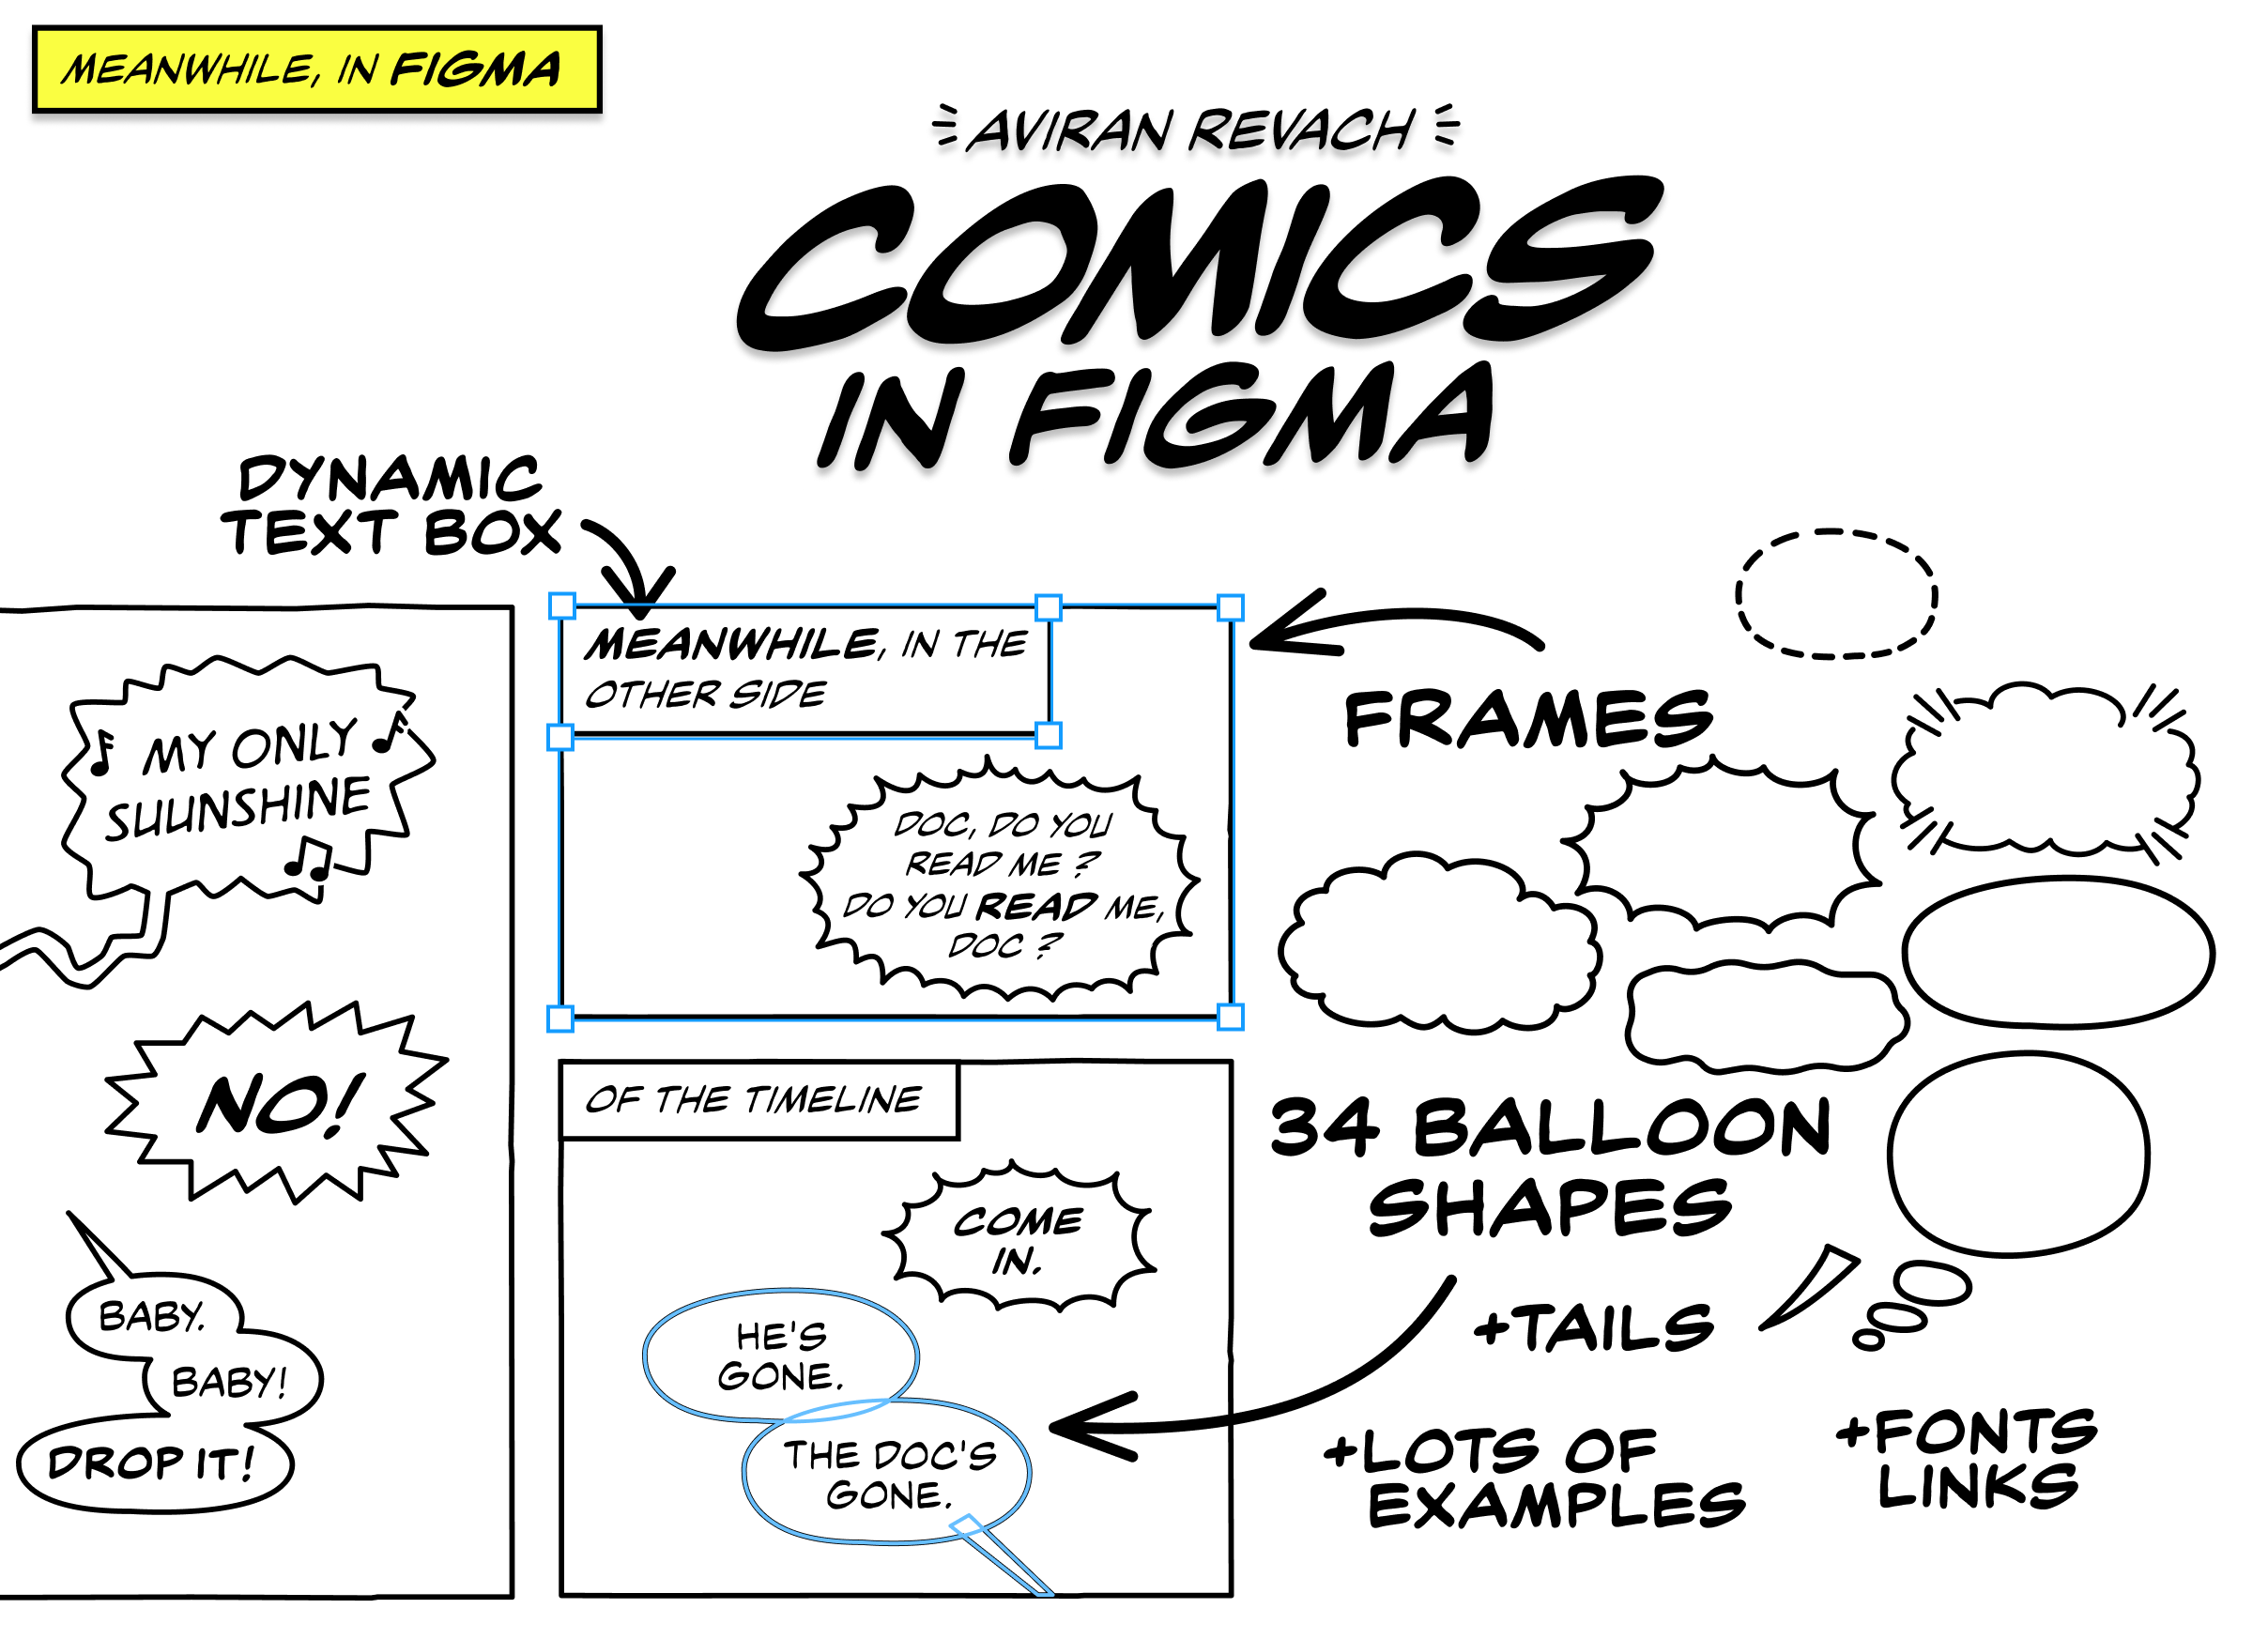 MEANWHILE, IN FIGMA
AVIRAN REVACH
COMICS
IN FIGMA
DYNAMIC
TEXT BOX
MY ONLY
SUUNSHINE
NO!
BABY.
BABY!
DROP IT!
MEANWHILE, IN THE
OTHER SIDE
DOC, DO YOU
READ ME ?
DO YOU READ ME,
DOC ?
OF THE TIMELINE
COME
IN.
HE'S
GONE.
THE DOC'S
GONE.
FRAMES
34 BALLOON
SHAPES
+TAILS
+LOTS OF
EXAMPLES
+FONTS
LINKS